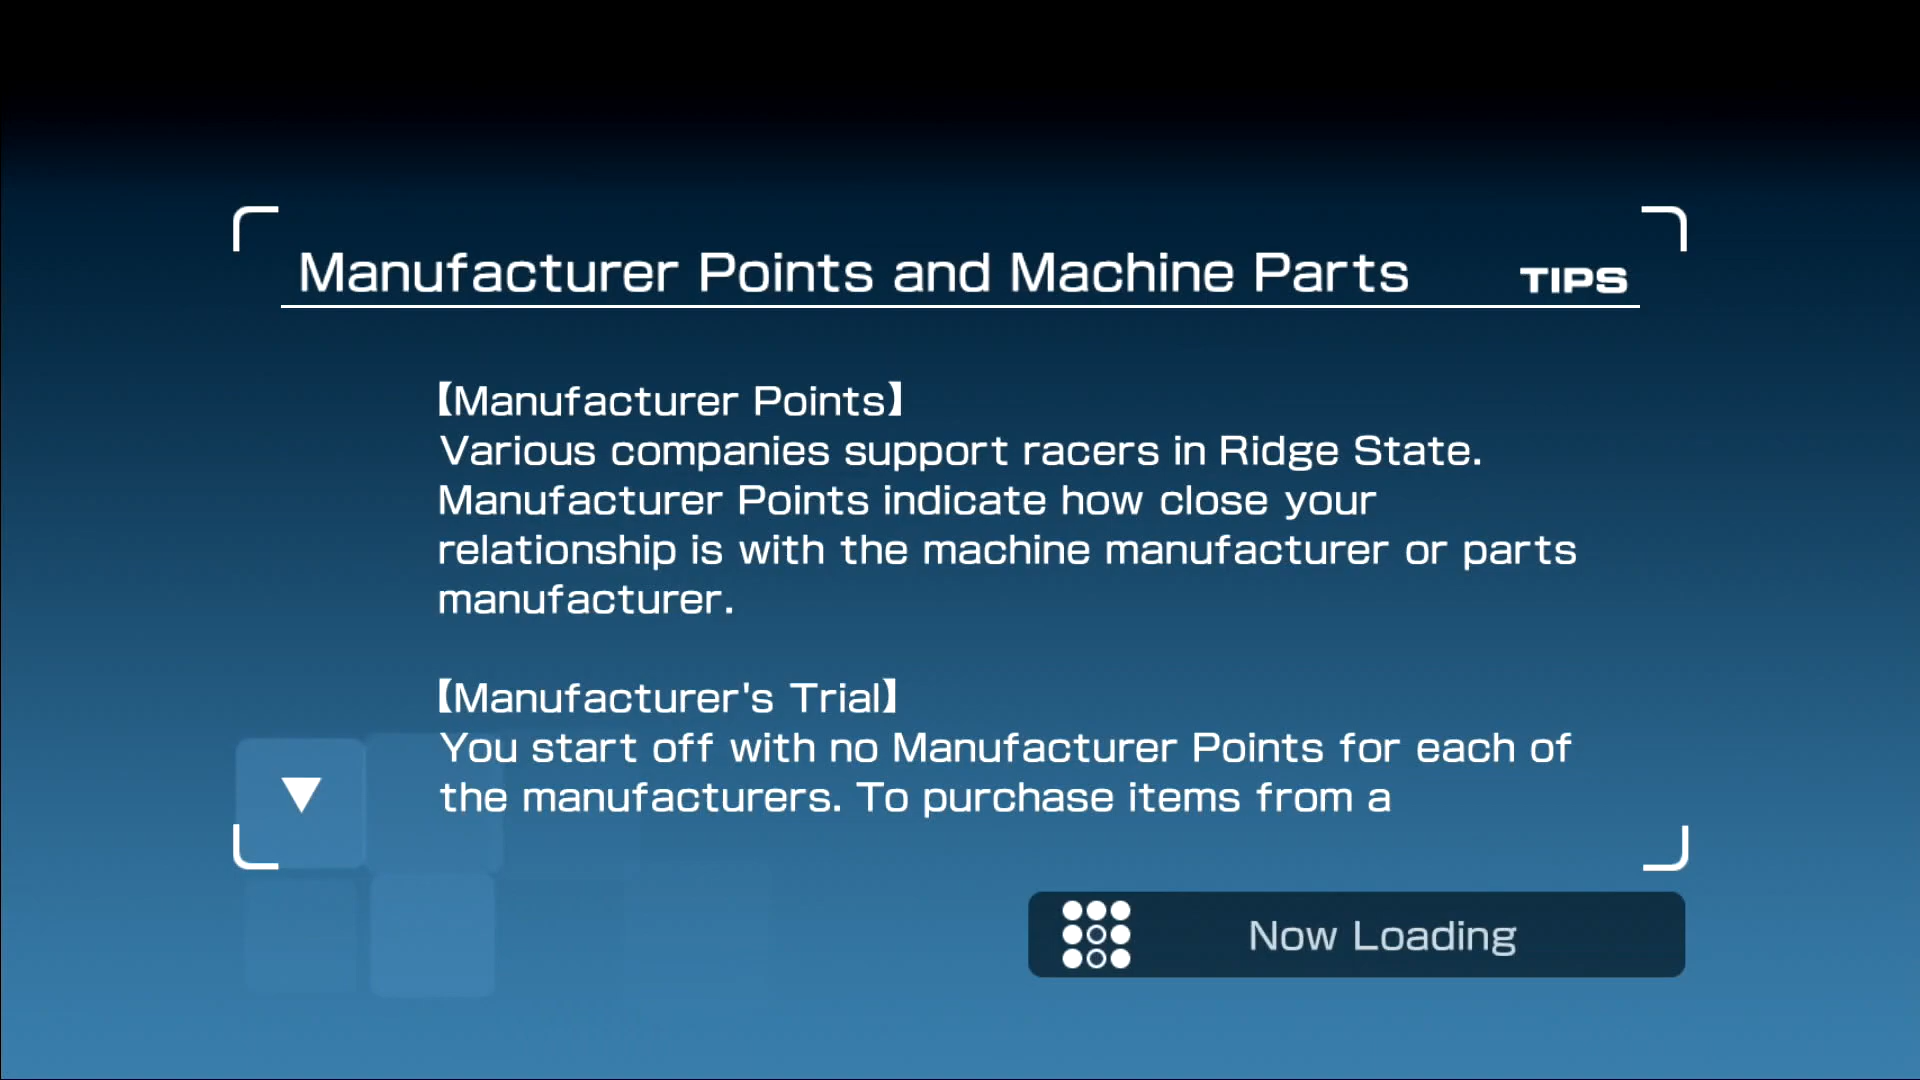 Manufacturer Points and Machine Parts TIPS
【Manufacturer Points】
Various companies support racers in Ridge State.
Manufacturer Points indicate how close your
relationship is with the machine manufacturer or parts
manufacturer.
【Manufacturer's Trial】
You start off with no Manufacturer Points for each of
the manufacturers. To purchase items from a
Now Loading